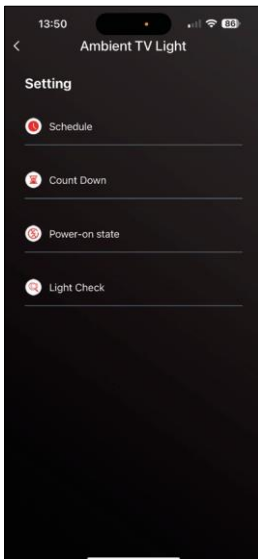 13:50
86
Ambient TV Light
Setting
Schedule
Count Down
Power-on state
Light Check